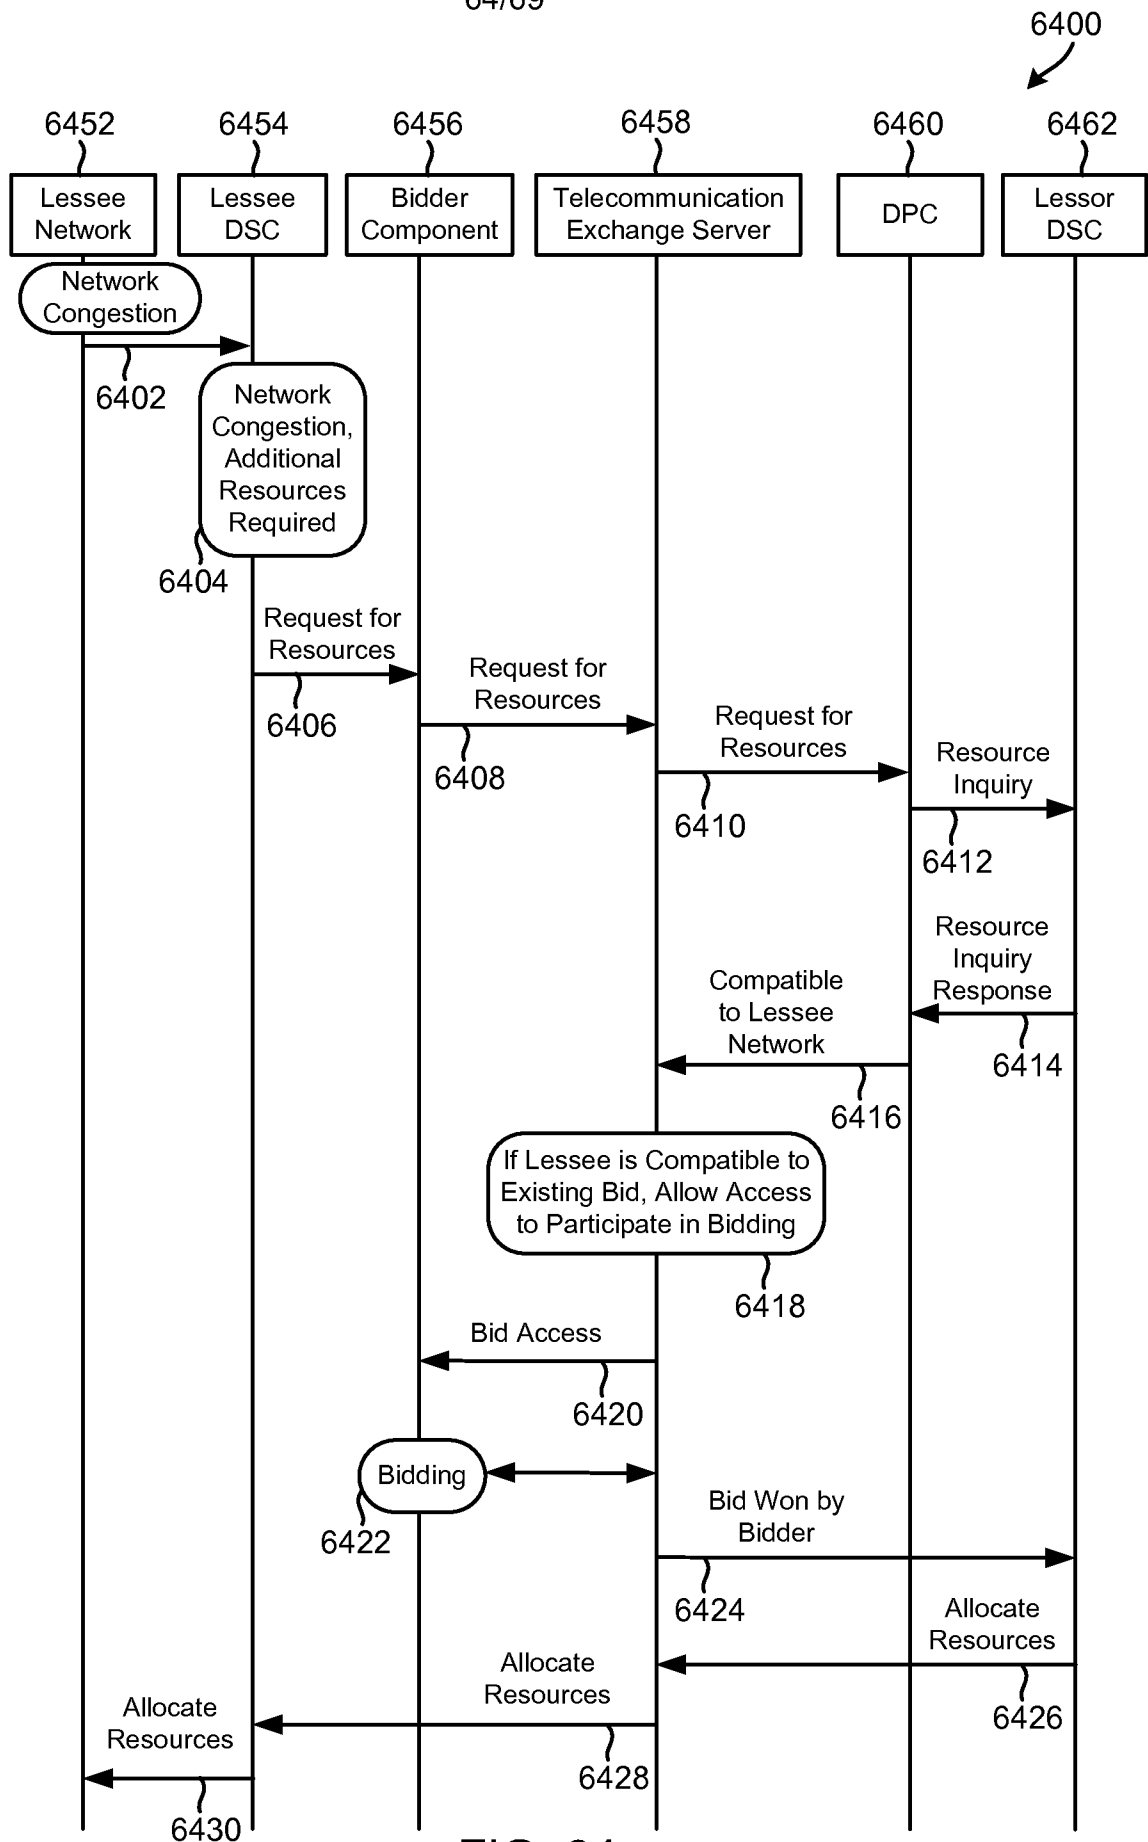 64/69
6400
6452
6454
6456
6458
6460
6462
Lessee
Network
Lessee
DSC
Bidder
Component
Telecommunication
Exchange Server
DPC
Lessor
DSC
Network
Congestion
6402
Network
Congestion,
Additional
Resources
Required
6404
Request for
Resources
6406
Request for
Resources
6408
Request for
Resources
6410
Resource
Inquiry
6412
Resource
Inquiry
Response
6414
Compatible
to Lessee
Network
6416
If Lessee is Compatible to
Existing Bid, Allow Access
to Participate in Bidding
6418
Bid Access
6420
Bidding
6422
Bid Won by
Bidder
6424
Allocate
Resources
6426
Allocate
Resources
6428
Allocate
Resources
6430
FIG. 64